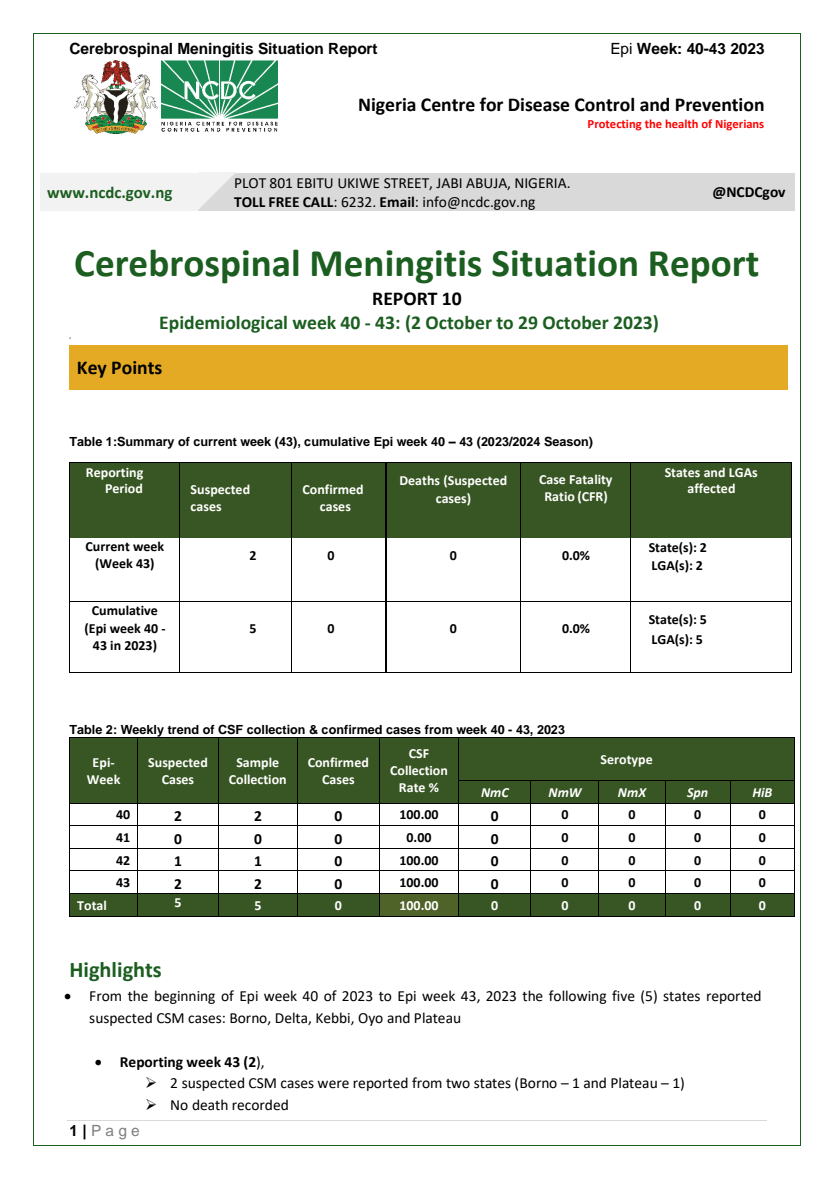 Cerebrospinal Meningitis Situation Report Epi Week: 40-43 2023
NCDC
NIGERIA CENTRE FOR DISEASE
CONTROL AND PREVENTION
Nigeria Centre for Disease Control and Prevention
Protecting the health of Nigerians
www.ncdc.gov.ng
PLOT 801 EBITU UKIWE STREET, JABI ABUJA, NIGERIA.
TOLL FREE CALL: 6232. Email: info@ncdc.gov.ng
@NCDCgov
Cerebrospinal Meningitis Situation Report
REPORT 10
Epidemiological week 40 - 43: (2 October to 29 October 2023)
Key Points
Table 1:Summary of current week (43), cumulative Epi week 40 – 43 (2023/2024 Season)
Reporting Period Suspected cases Confirmed cases Deaths (Suspected cases) Case Fatality Ratio (CFR) States and LGAs affected
Current week (Week 43) 2 0 0 0.0% State(s): 2 LGA(s): 2
Cumulative (Epi week 40 - 43 in 2023) 5 0 0 0.0% State(s): 5 LGA(s): 5
Table 2: Weekly trend of CSF collection & confirmed cases from week 40 - 43, 2023
Epi-Week Suspected Cases Sample Collection Confirmed Cases CSF Collection Rate % Serotype
NmC NmW NmX Spn HiB
40 2 2 0 100.00 0 0 0 0 0
41 0 0 0 0.00 0 0 0 0 0
42 1 1 0 100.00 0 0 0 0 0
43 2 2 0 100.00 0 0 0 0 0
Total 5 5 0 100.00 0 0 0 0 0
Highlights
• From the beginning of Epi week 40 of 2023 to Epi week 43, 2023 the following five (5) states reported
suspected CSM cases: Borno, Delta, Kebbi, Oyo and Plateau
• Reporting week 43 (2),
➢ 2 suspected CSM cases were reported from two states (Borno – 1 and Plateau – 1)
➢ No death recorded
1 | Page